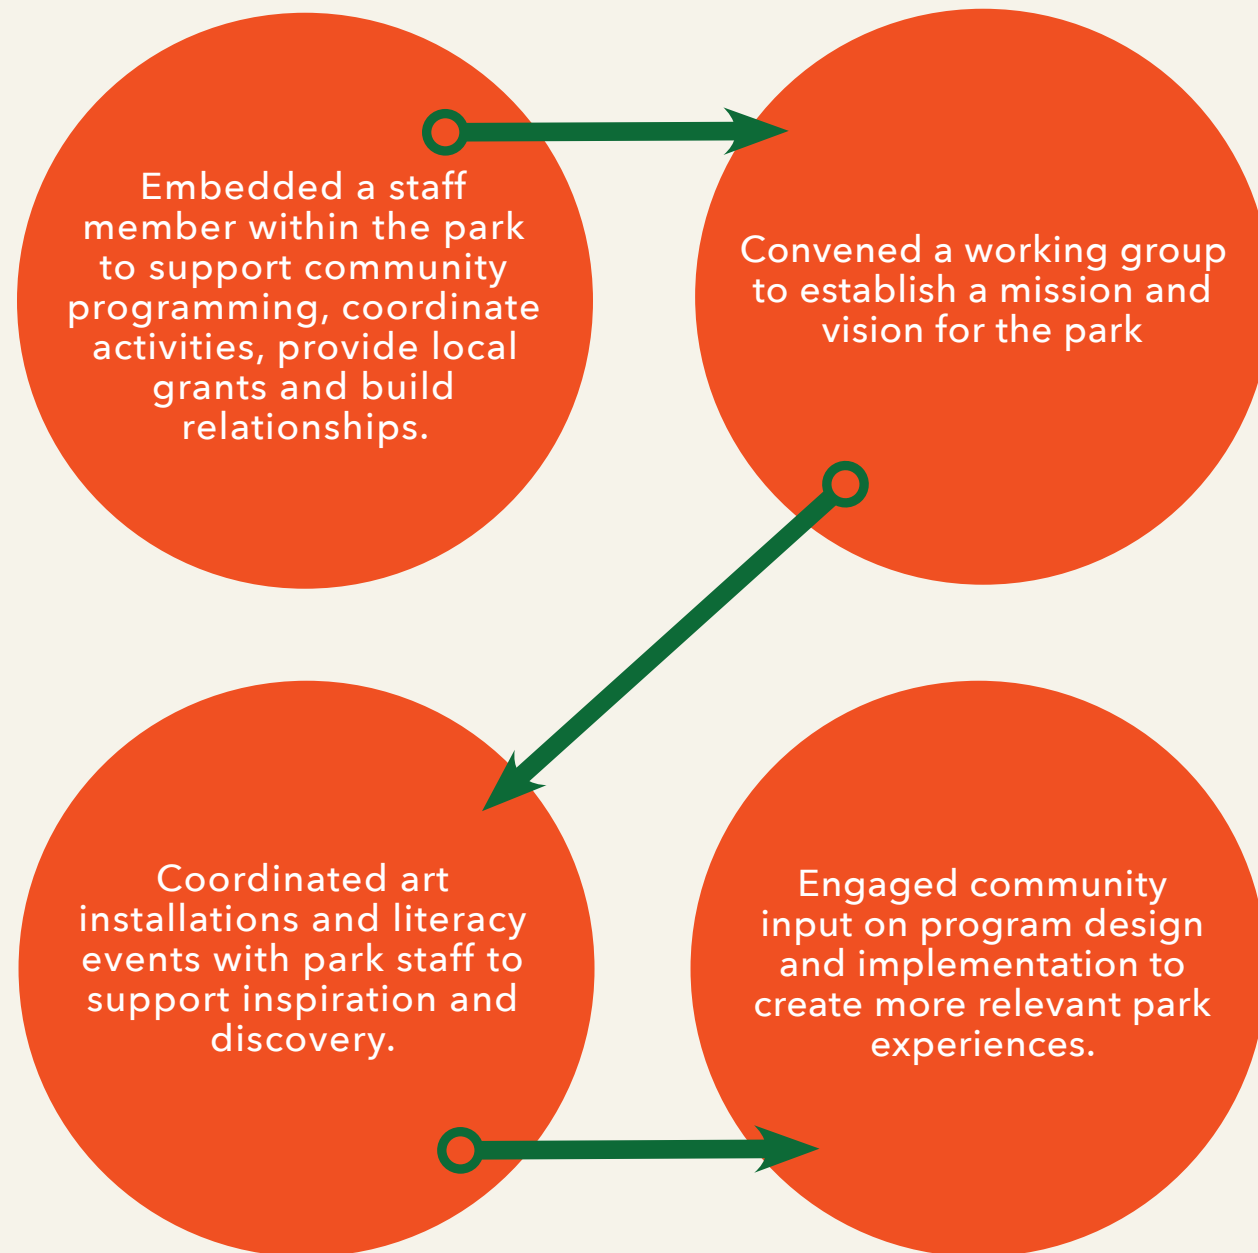 Embedded a staff
member within the park
to support community
programming, coordinate
activities, provide local
grants and build
relationships.
Convened a working group
to establish a mission and
vision for the park
Coordinated art
installations and literacy
events with park staff to
support inspiration and
discovery.
Engaged community
input on program design
and implementation to
create more relevant park
experiences.